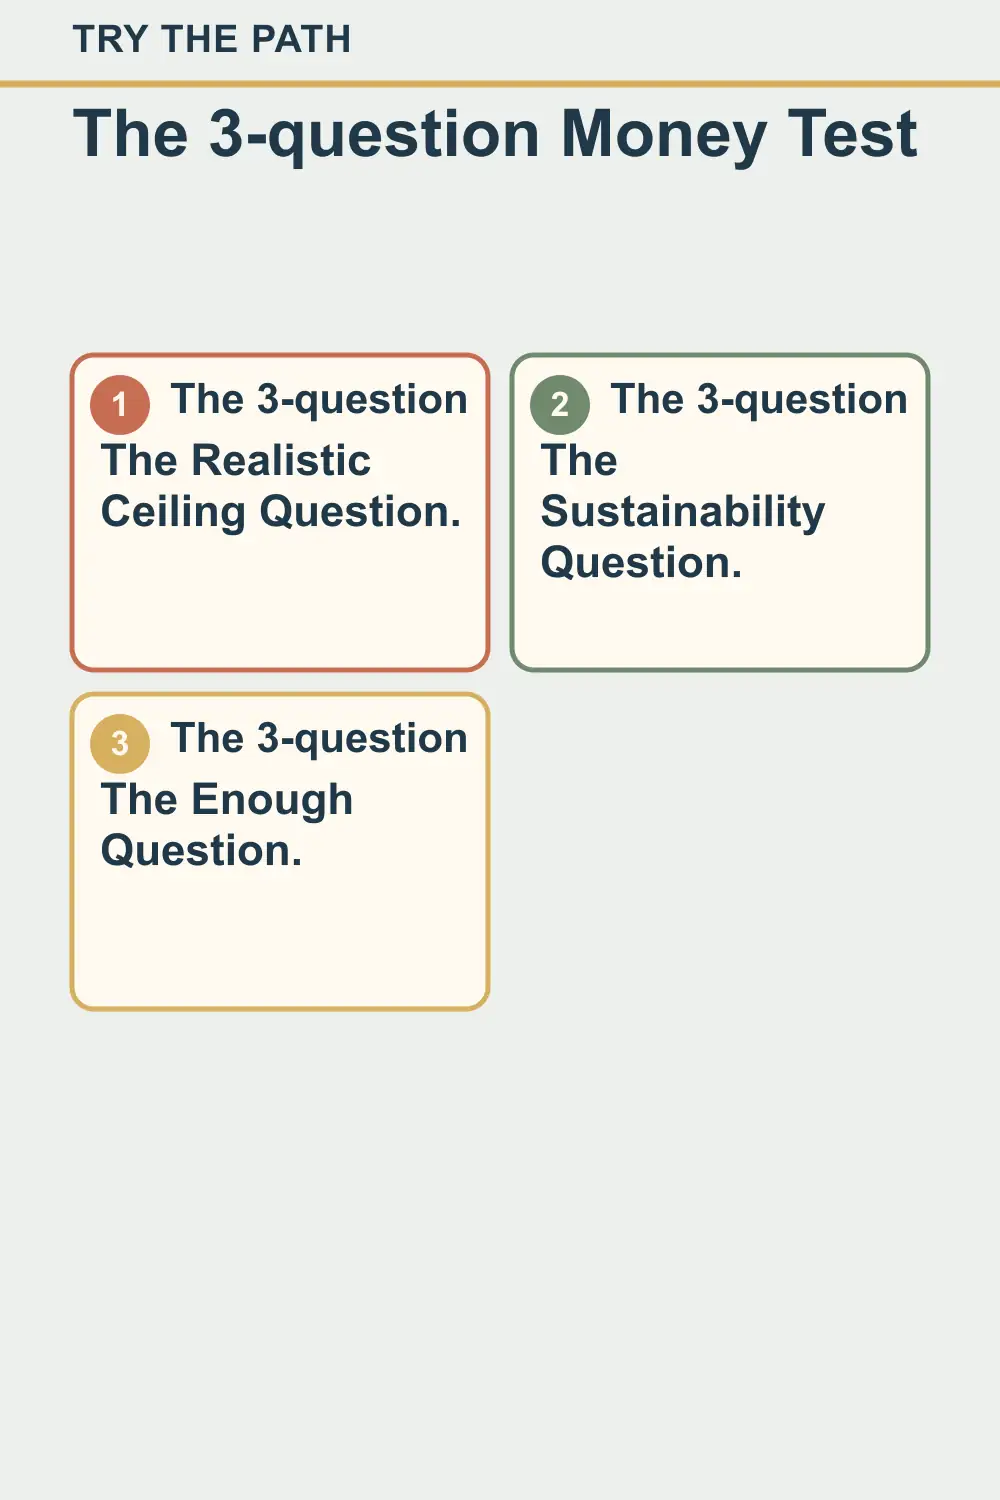 TRY THE PATH
The 3-question Money Test
1 The 3-question
The Realistic
Ceiling Question.
2 The 3-question
The
Sustainability
Question.
3 The 3-question
The Enough
Question.